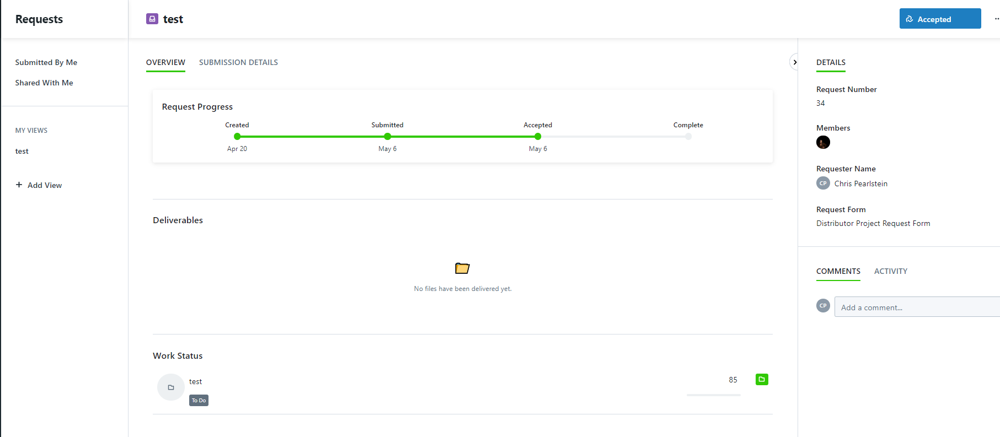 Requests
test
Accepted
Submitted By Me
Shared With Me
MY VIEWS
test
+ Add View
OVERVIEW SUBMISSION DETAILS
Request Progress
Created Submitted Accepted Complete
Apr 20 May 6 May 6
Deliverables
No files have been delivered yet.
Work Status
test
85
To Do
DETAILS
Request Number
34
Members
Requester Name
CP Chris Pearlstein
Request Form
Distributor Project Request Form
COMMENTS ACTIVITY
CP Add a comment...